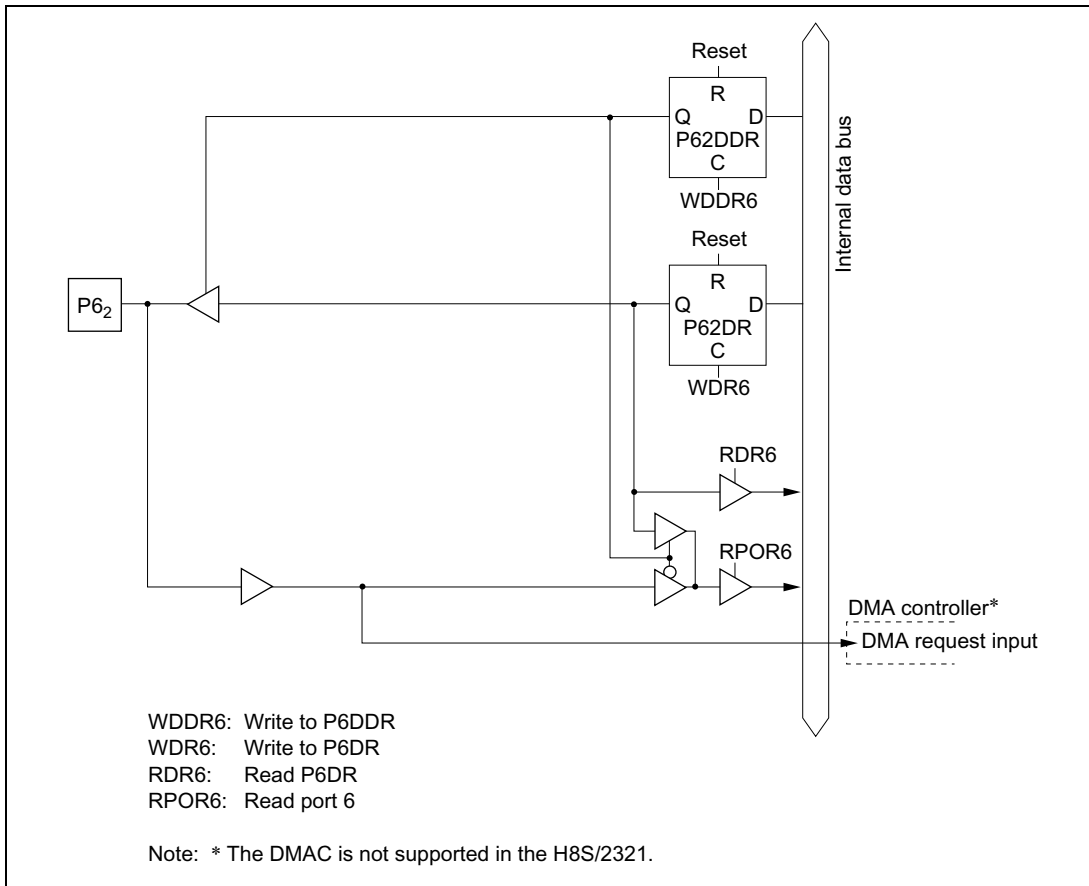 Reset
R
Q D
P62DDR
C
WDDR6
Internal data bus
Reset
R
P6₂
Q D
P62DR
C
WDR6
RDR6
RPOR6
DMA controller*
DMA request input
WDDR6: Write to P6DDR
WDR6: Write to P6DR
RDR6: Read P6DR
RPOR6: Read port 6
Note: * The DMAC is not supported in the H8S/2321.